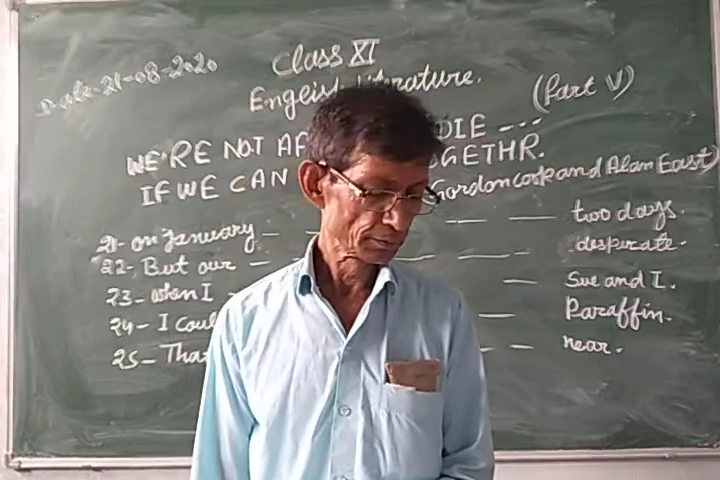 Date-21-08-2020
Class XI
English Literature.
(Part V)
WE'RE NOT AF DIE ---
IF WE CAN GETHR.
Gordon cook and Alan East)
21- on January - - - two days.
22- But our - - - desperate.
23- when I - - Sue and I.
24- I coul - Paraffin.
25- Tha - - near.